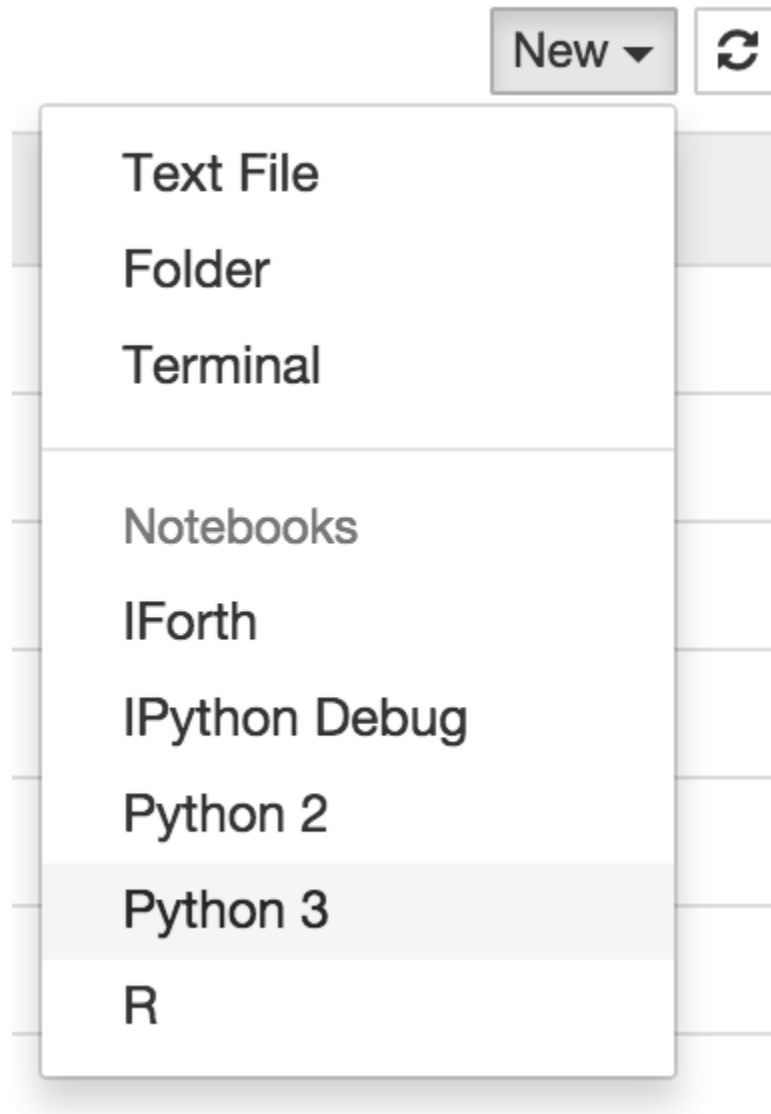 New
Text File
Folder
Terminal
Notebooks
IForth
IPython Debug
Python 2
Python 3
R